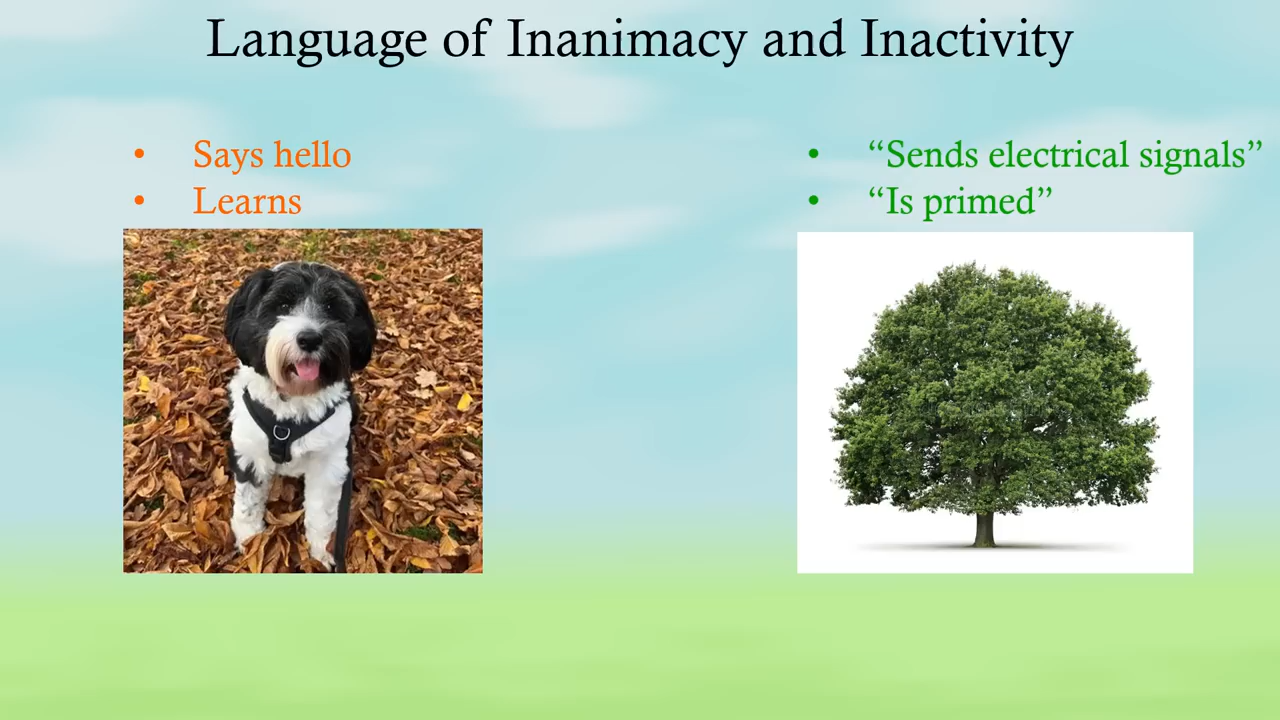 Language of Inanimacy and Inactivity
• Says hello
• Learns
• “Sends electrical signals”
• “Is primed”